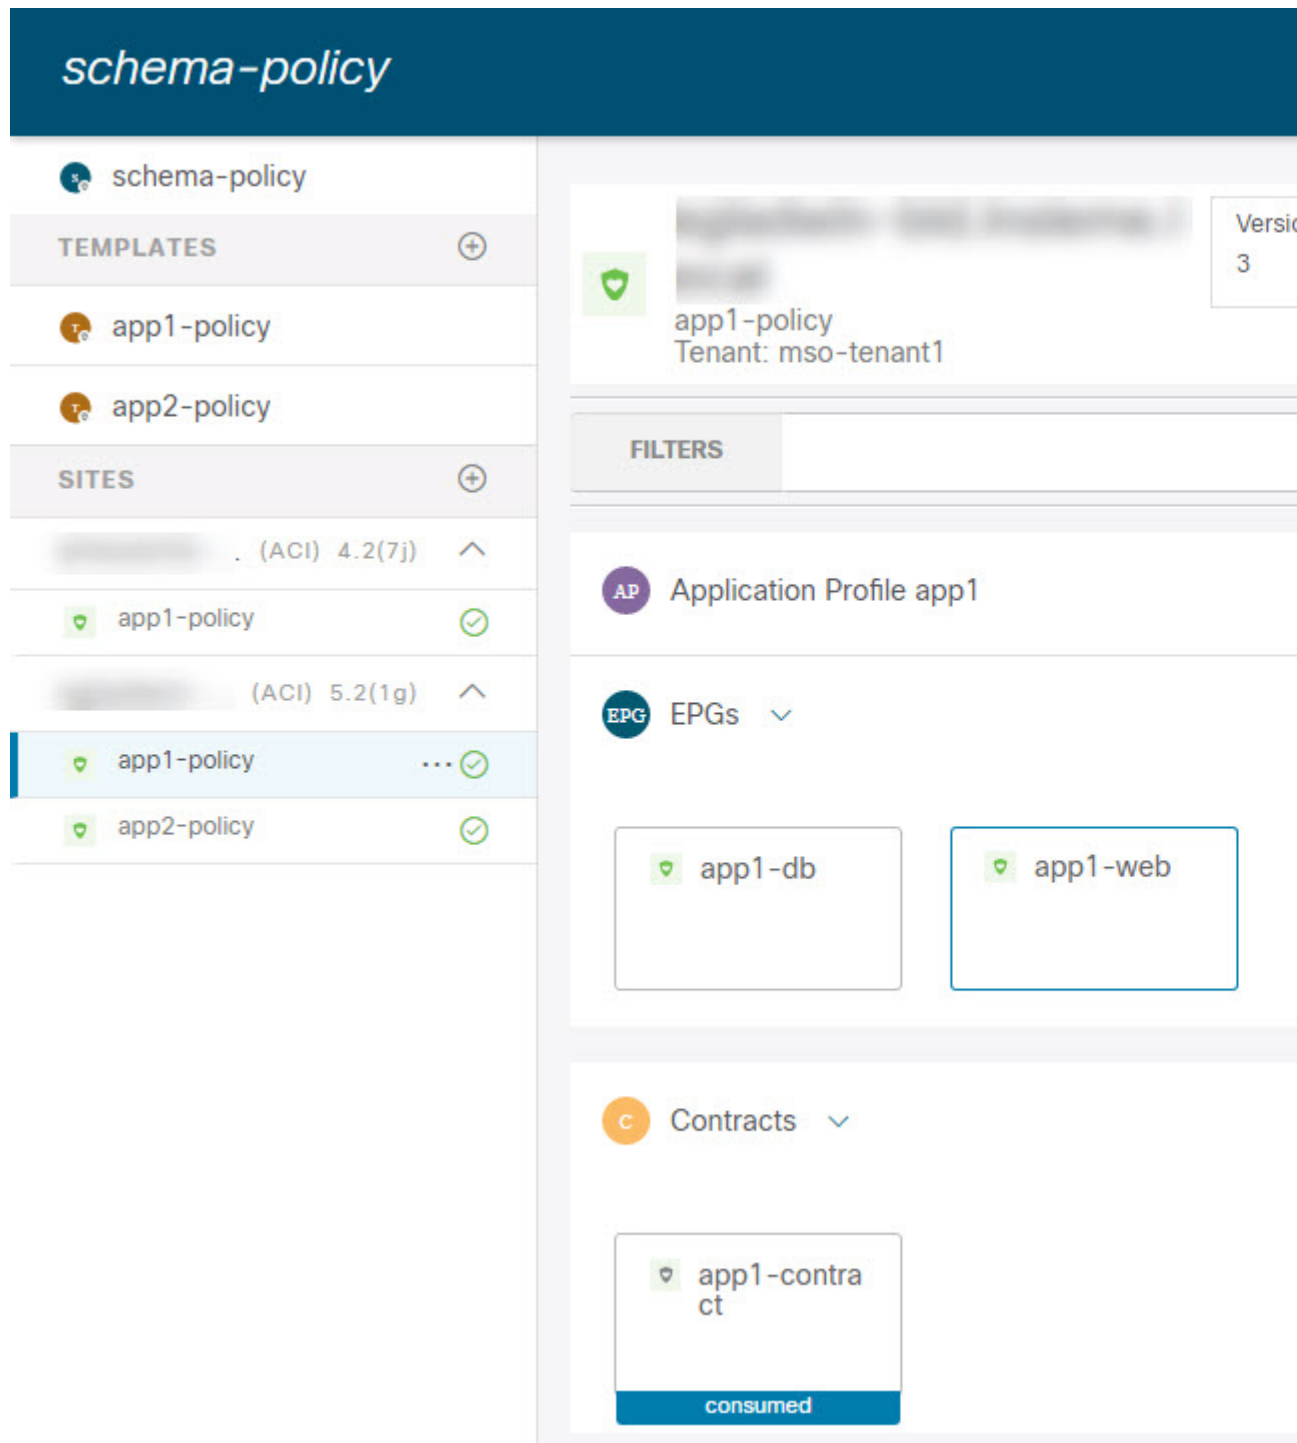 schema-policy
schema-policy
TEMPLATES
app1-policy
app2-policy
SITES
. (ACI) 4.2(7j)
app1-policy
(ACI) 5.2(1g)
app1-policy ...
app2-policy
Versio
3
app1-policy
Tenant: mso-tenant1
FILTERS
AP Application Profile app1
EPG EPGs
app1-db
app1-web
C Contracts
app1-contra
ct
consumed